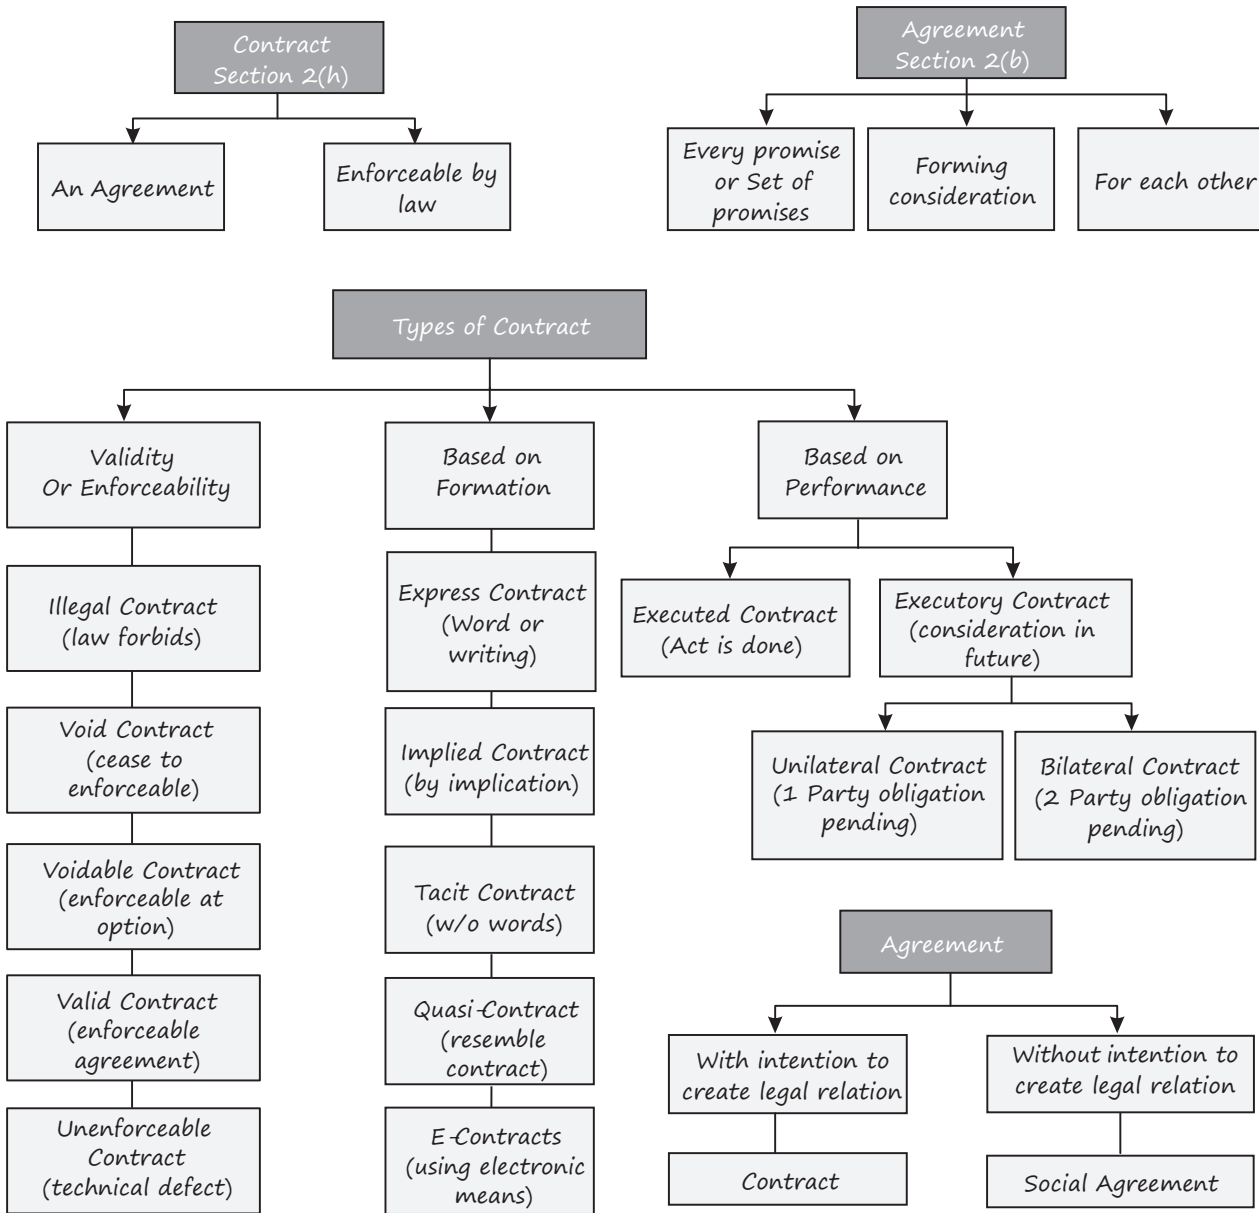 Contract
Section 2(h)
An Agreement
Enforceable by
law
Agreement
Section 2(b)
Every promise
or Set of
promises
Forming
consideration
For each other
Types of Contract
Validity
Or Enforceability
Illegal Contract
(law forbids)
Void Contract
(cease to
enforceable)
Voidable Contract
(enforceable at
option)
Valid Contract
(enforceable
agreement)
Unenforceable
Contract
(technical defect)
Based on
Formation
Express Contract
(Word or
writing)
Implied Contract
(by implication)
Tacit Contract
(w/o words)
Quasi-Contract
(resemble
contract)
E-Contracts
(using electronic
means)
Based on
Performance
Executed Contract
(Act is done)
Executory Contract
(consideration in
future)
Unilateral Contract
(1 Party obligation
pending)
Bilateral Contract
(2 Party obligation
pending)
Agreement
With intention to
create legal relation
Contract
Without intention to
create legal relation
Social Agreement